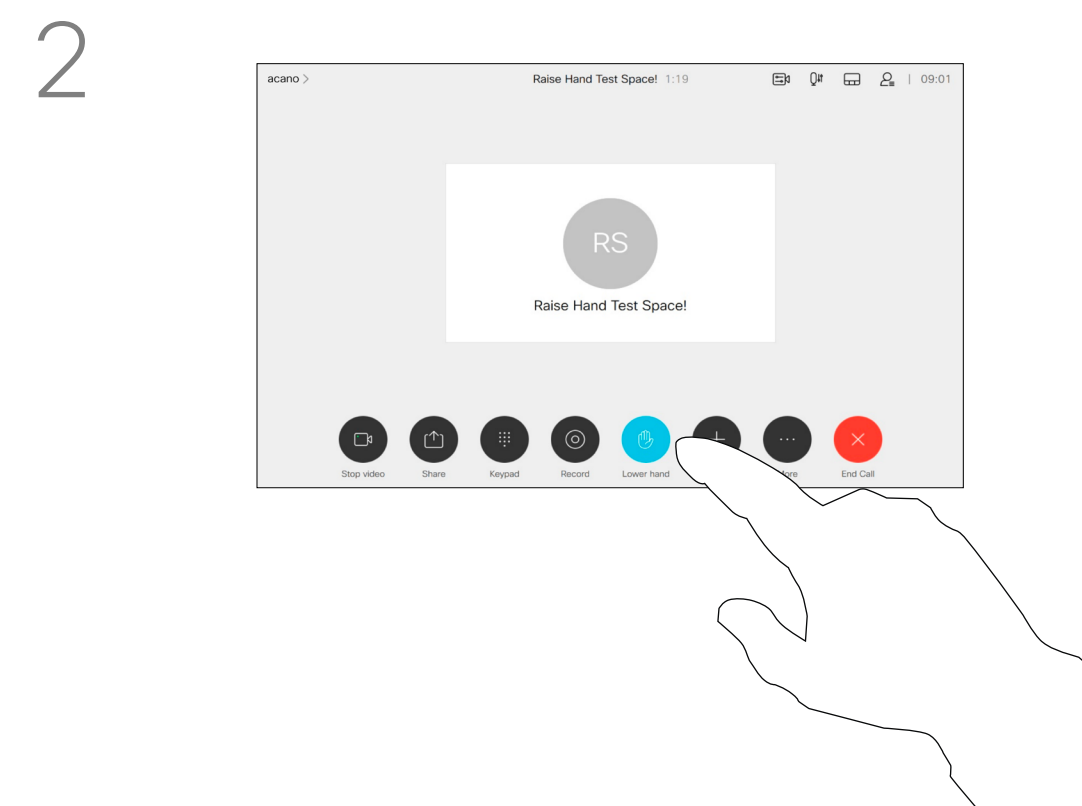 2
acano >
Raise Hand Test Space! 1:19
| 09:01
RS
Raise Hand Test Space!
Stop video Share Keypad Record Lower hand End Call